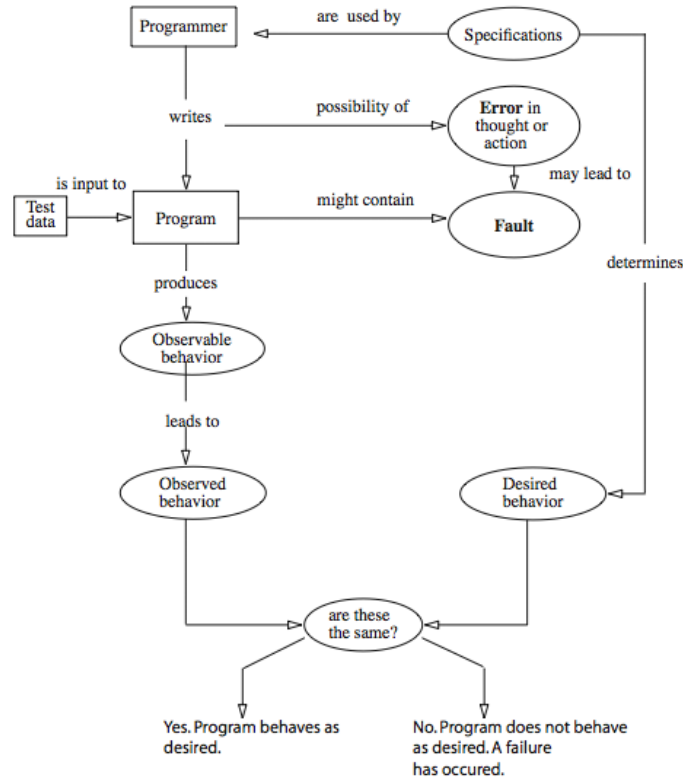 Programmer
are used by
Specifications
writes
possibility of
Error in
thought or
action
may lead to
is input to
Test
data
Program
might contain
Fault
determines
produces
Observable
behavior
leads to
Observed
behavior
Desired
behavior
are these
the same?
Yes. Program behaves as
desired.
No. Program does not behave
as desired. A failure
has occured.